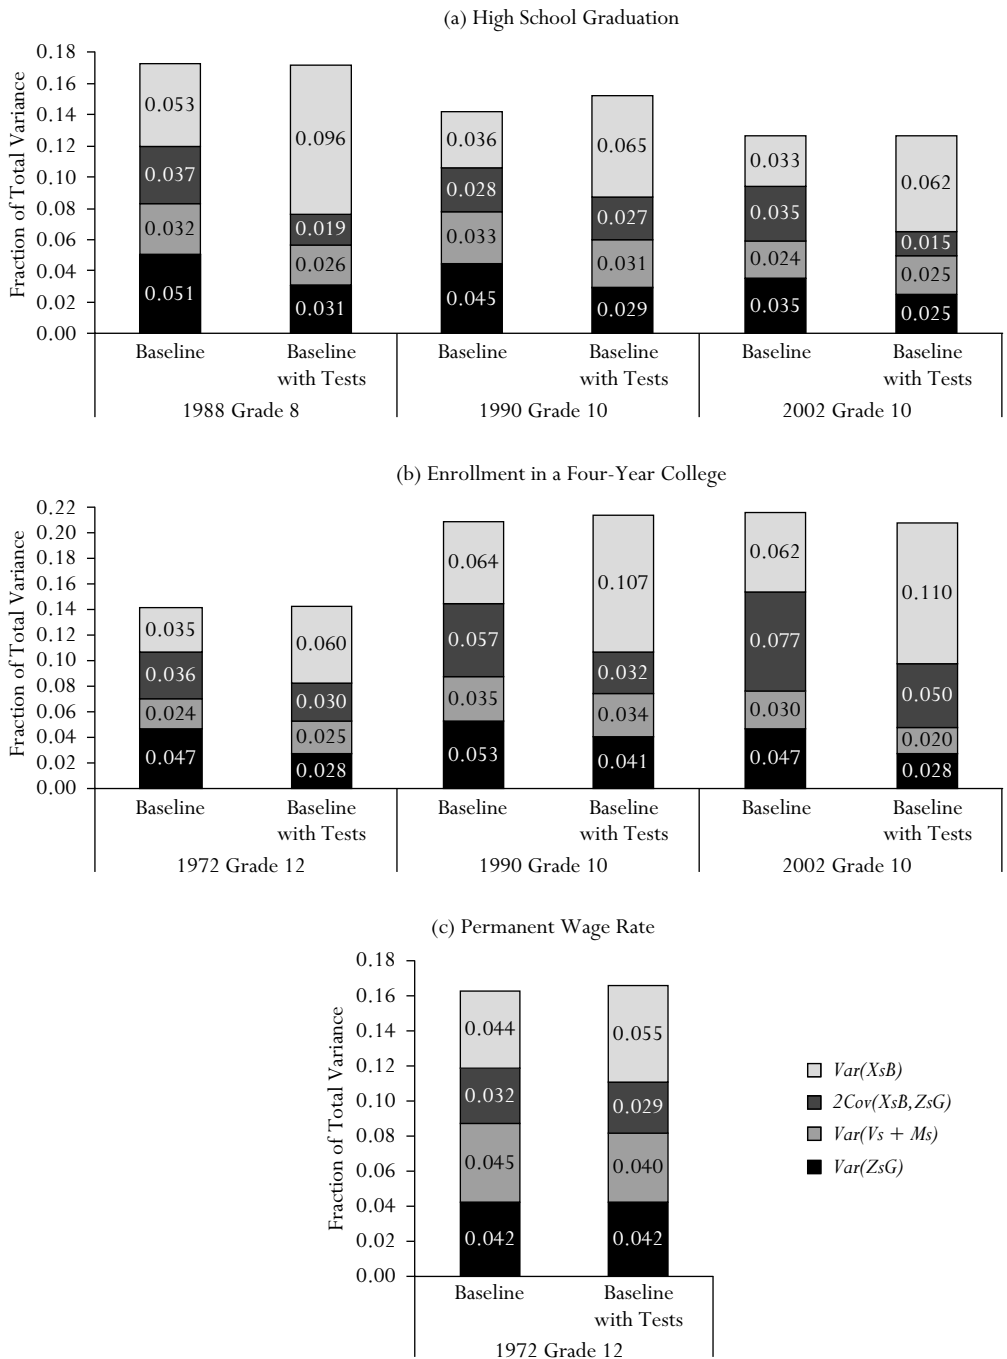 (a) High School Graduation
Fraction of Total Variance
0.18
0.16
0.14
0.12
0.10
0.08
0.06
0.04
0.02
0.00
0.053
0.037
0.032
0.051
0.096
0.019
0.026
0.031
0.036
0.028
0.033
0.045
0.065
0.027
0.031
0.029
0.033
0.035
0.024
0.035
0.062
0.015
0.025
0.025
Baseline
Baseline
with Tests
Baseline
Baseline
with Tests
Baseline
Baseline
with Tests
1988 Grade 8
1990 Grade 10
2002 Grade 10
(b) Enrollment in a Four-Year College
Fraction of Total Variance
0.22
0.20
0.18
0.16
0.14
0.12
0.10
0.08
0.06
0.04
0.02
0.00
0.035
0.036
0.024
0.047
0.060
0.030
0.025
0.028
0.064
0.057
0.035
0.053
0.107
0.032
0.034
0.041
0.062
0.077
0.030
0.047
0.110
0.050
0.020
0.028
Baseline
Baseline
with Tests
Baseline
Baseline
with Tests
Baseline
Baseline
with Tests
1972 Grade 12
1990 Grade 10
2002 Grade 10
(c) Permanent Wage Rate
Fraction of Total Variance
0.18
0.16
0.14
0.12
0.10
0.08
0.06
0.04
0.02
0.00
0.044
0.032
0.045
0.042
0.055
0.029
0.040
0.042
Baseline
Baseline
with Tests
1972 Grade 12
Var(XsB)
2Cov(XsB,ZsG)
Var(Vs + Ms)
Var(ZsG)